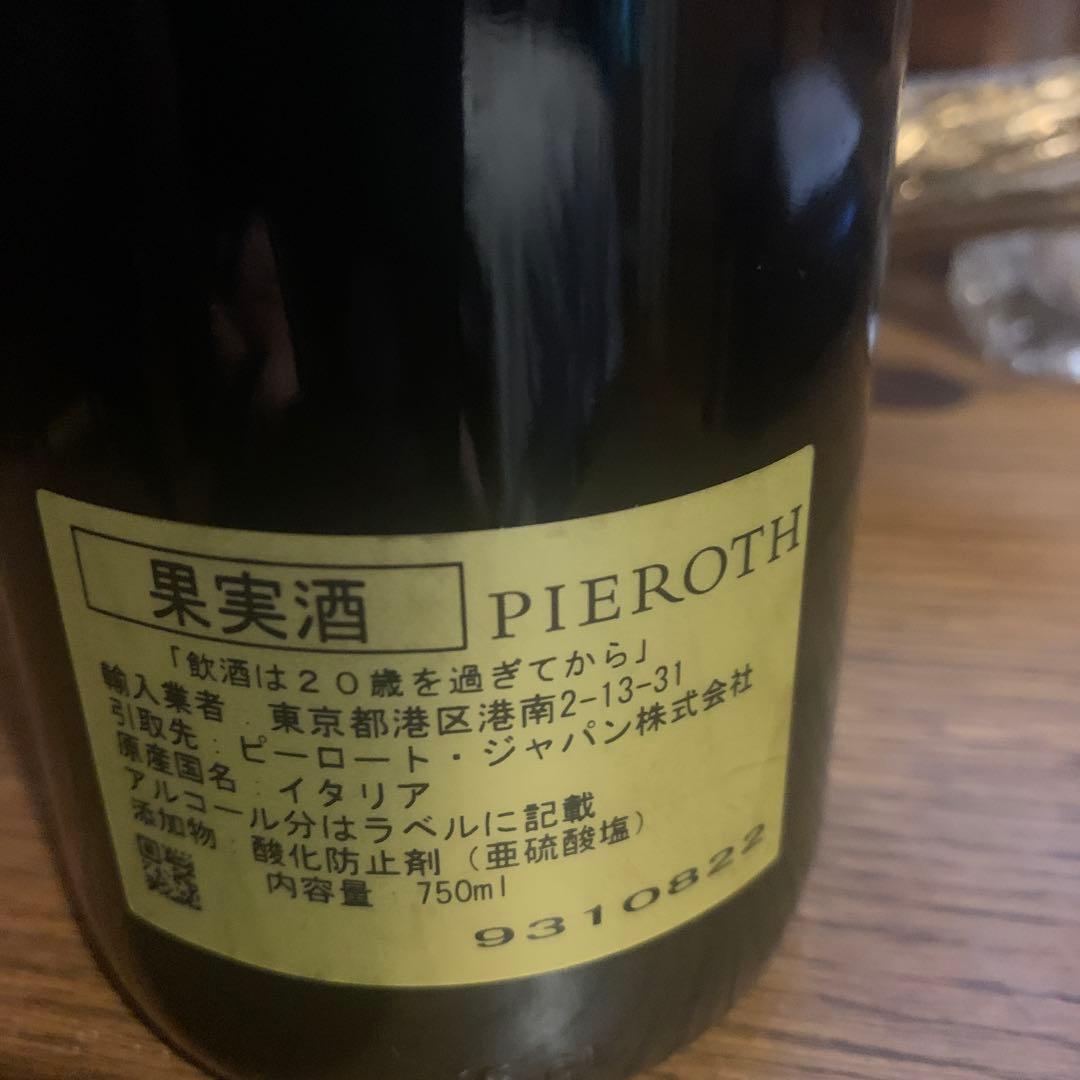 果実酒
PIEROTH
「飲酒は20歳を過ぎてから」
輸入業者：東京都港区港南2-13-31
引取先：ピーロート・ジャパン株式会社
原産国名：イタリア
アルコール分はラベルに記載
添加物：酸化防止剤（亜硫酸塩）
内容量：750ml
9310822